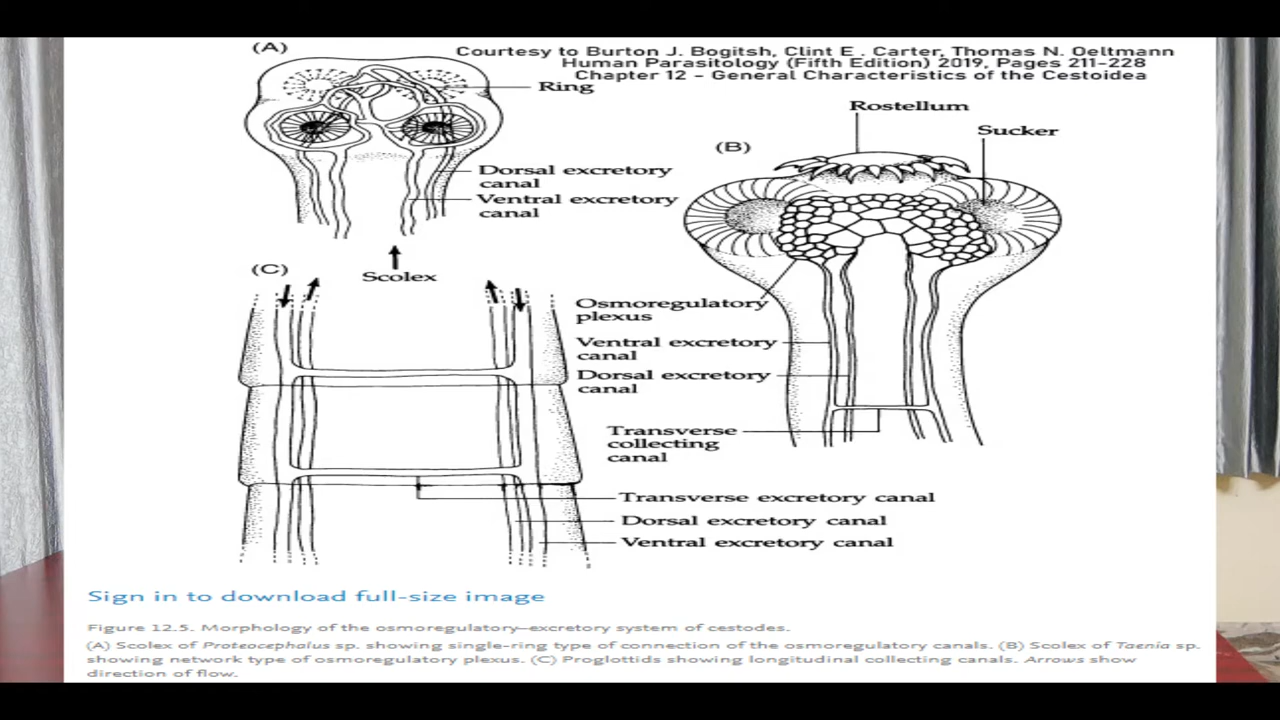 (A)
Courtesy to Burton J. Bogitsh, Clint E . Carter, Thomas N. Oeltmann
Human Parasitology (Fifth Edition) 2019, Pages 211-228
Chapter 12 - General Characteristics of the Cestoidea
Ring
Dorsal excretory
canal
Ventral excretory
canal
Scolex
(B)
Rostellum
Sucker
Osmoregulatory
plexus
Ventral excretory
canal
Dorsal excretory
canal
Transverse
collecting
canal
(C)
Transverse excretory canal
Dorsal excretory canal
Ventral excretory canal
Sign in to download full-size image
Figure 12.5. Morphology of the osmoregulatory–excretory system of cestodes.
(A) Scolex of Proteocephalus sp. showing single-ring type of connection of the osmoregulatory canals. (B) Scolex of Taenia sp.
showing network type of osmoregulatory plexus. (C) Proglottids showing longitudinal collecting canals. Arrows show
direction of flow.